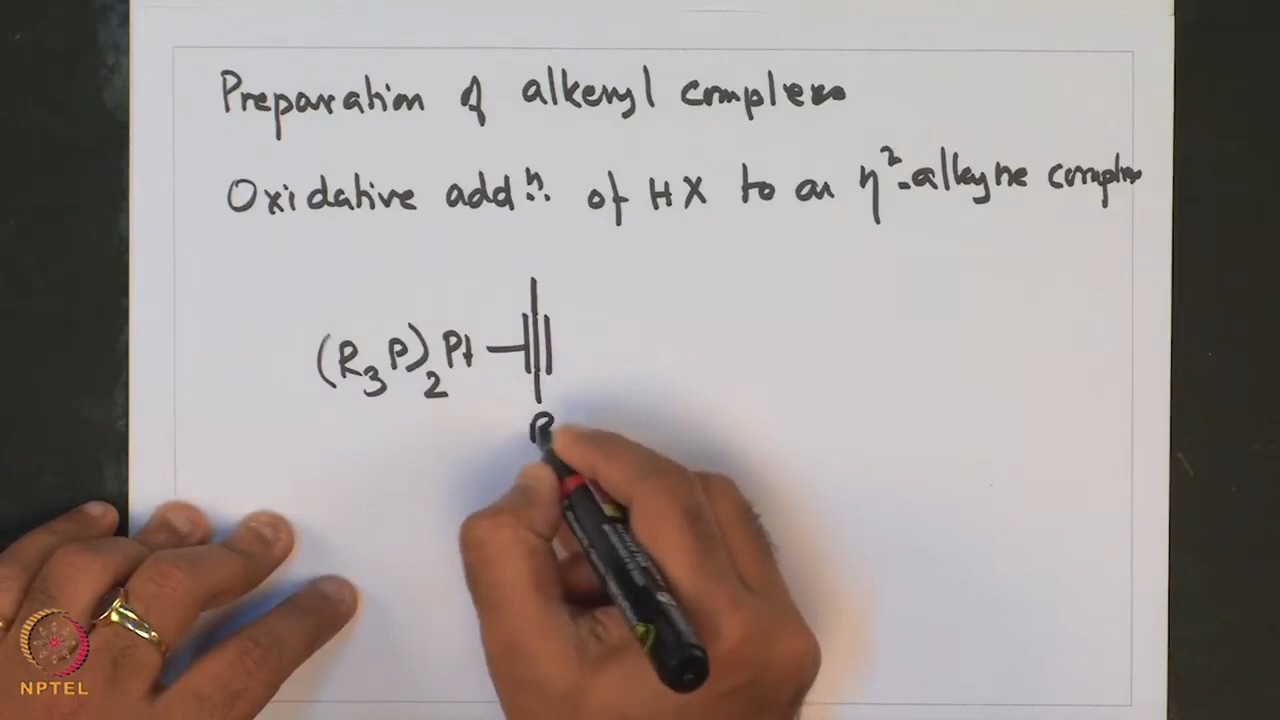 Preparation of alkenyl complexes
Oxidative addⁿ. of HX to an η²-alkyne complex
(R₃P)₂Pt
R
NPTEL